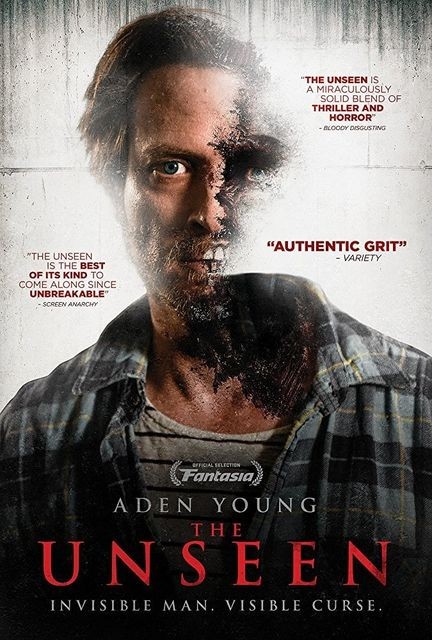 "THE UNSEEN IS
A MIRACULOUSLY
SOLID BLEND OF
THRILLER AND
HORROR"
- BLOODY DISGUSTING
"AUTHENTIC GRIT"
- VARIETY
"THE UNSEEN
IS THE BEST
OF ITS KIND TO
COME ALONG SINCE
UNBREAKABLE"
- SCREEN ANARCHY
OFFICIAL SELECTION
Fantasia
ADEN YOUNG
THE
UNSEEN
INVISIBLE MAN. VISIBLE CURSE.